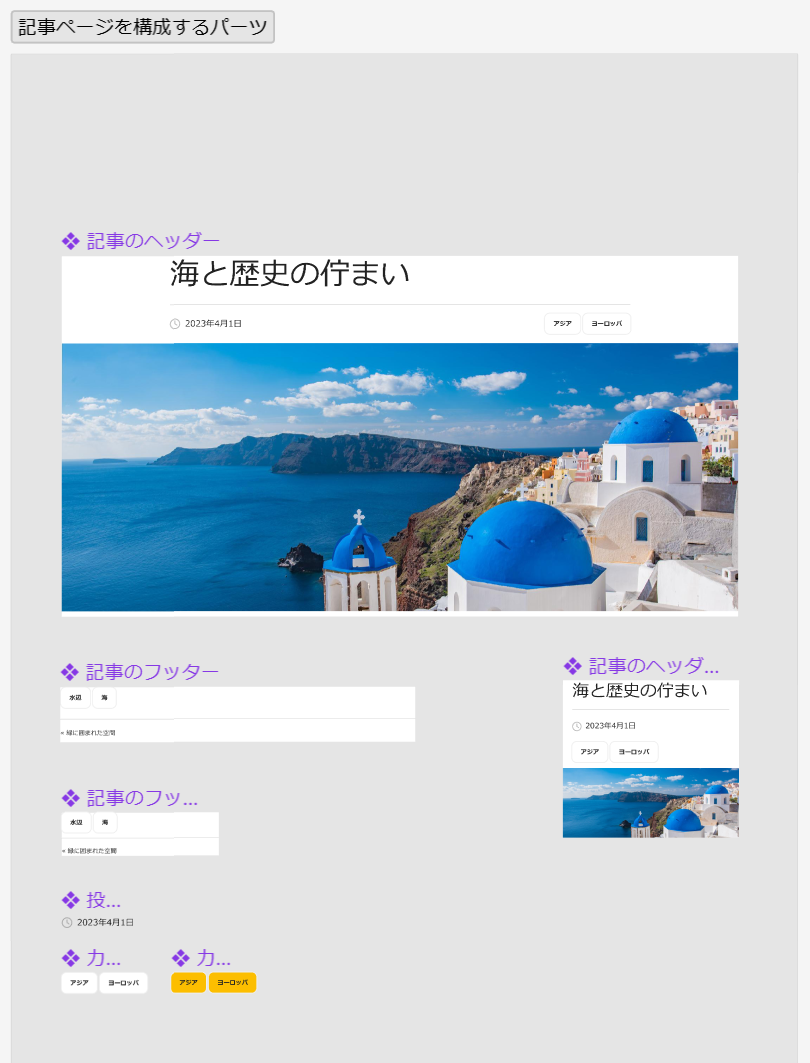 記事ページを構成するパーツ
記事のヘッダー
海と歴史の佇まい
2023年4月1日
アジア ヨーロッパ
記事のフッター
水辺 海
« 緑に囲まれた空間
記事のヘッダ...
海と歴史の佇まい
2023年4月1日
アジア ヨーロッパ
記事のフッ...
水辺 海
« 緑に囲まれた空間
投...
2023年4月1日
カ...
アジア ヨーロッパ
カ...
アジア ヨーロッパ